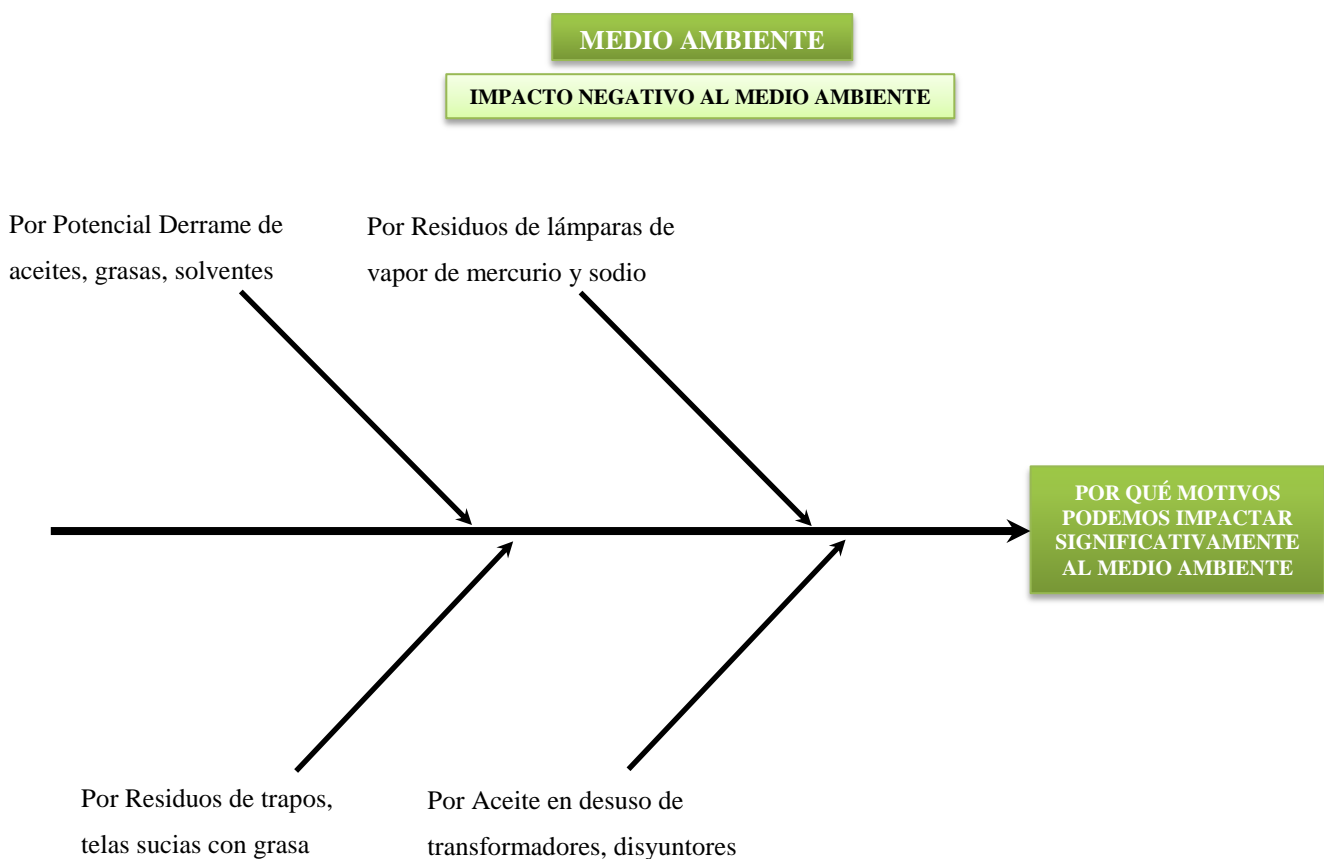 MEDIO AMBIENTE
IMPACTO NEGATIVO AL MEDIO AMBIENTE
Por Potencial Derrame de
aceites, grasas, solventes
Por Residuos de lámparas de
vapor de mercurio y sodio
POR QUÉ MOTIVOS
PODEMOS IMPACTAR
SIGNIFICATIVAMENTE
AL MEDIO AMBIENTE
Por Residuos de trapos,
telas sucias con grasa
Por Aceite en desuso de
transformadores, disyuntores